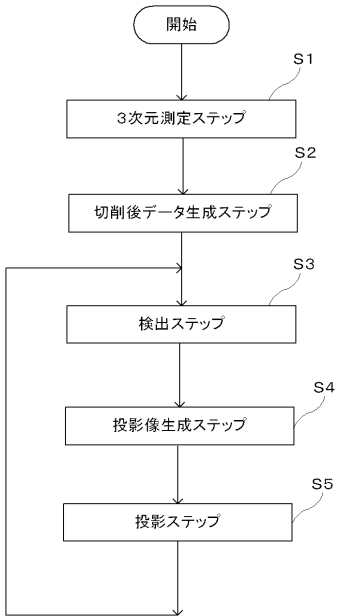 開始
S1
3次元測定ステップ
S2
切削後データ生成ステップ
S3
検出ステップ
S4
投影像生成ステップ
S5
投影ステップ